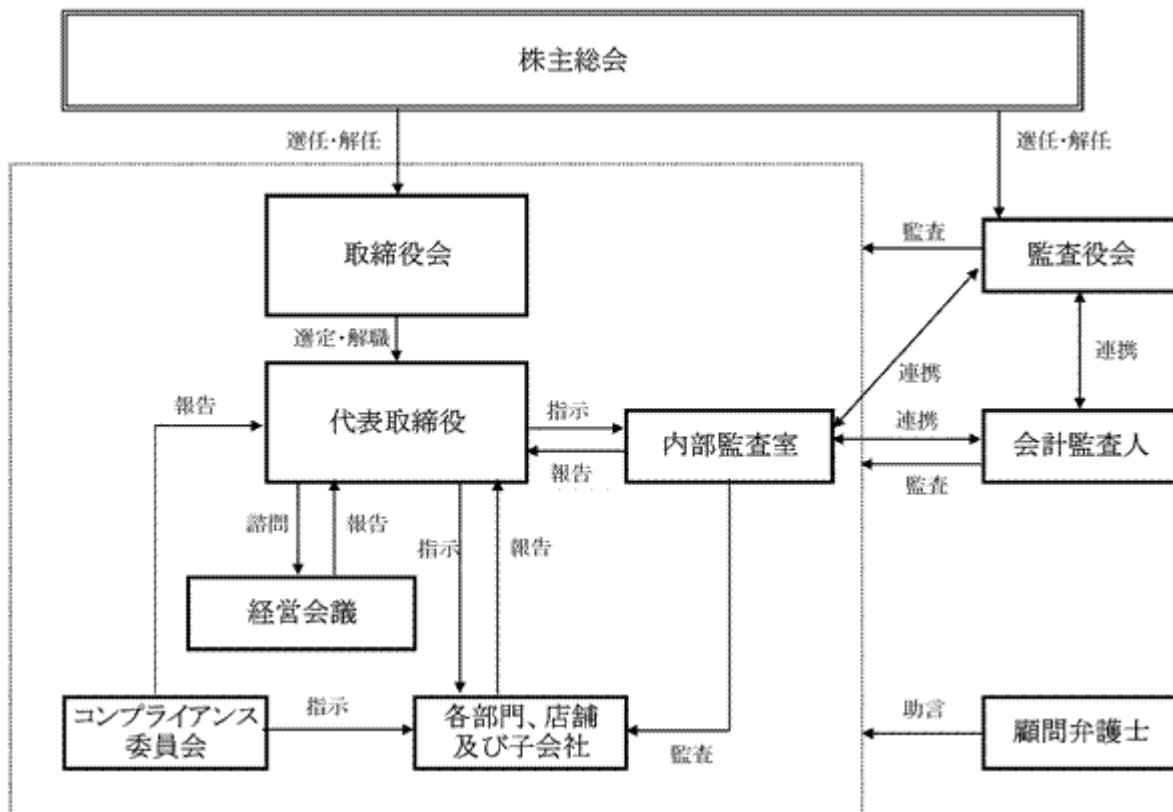 株主総会
選任・解任
選任・解任
取締役会
監査
監査役会
選定・解職
連携
連携
報告
代表取締役
指示
報告
内部監査室
連携
会計監査人
監査
諮問
報告
指示
報告
経営会議
コンプライアンス
委員会
指示
各部門、店舗
及び子会社
監査
助言
顧問弁護士